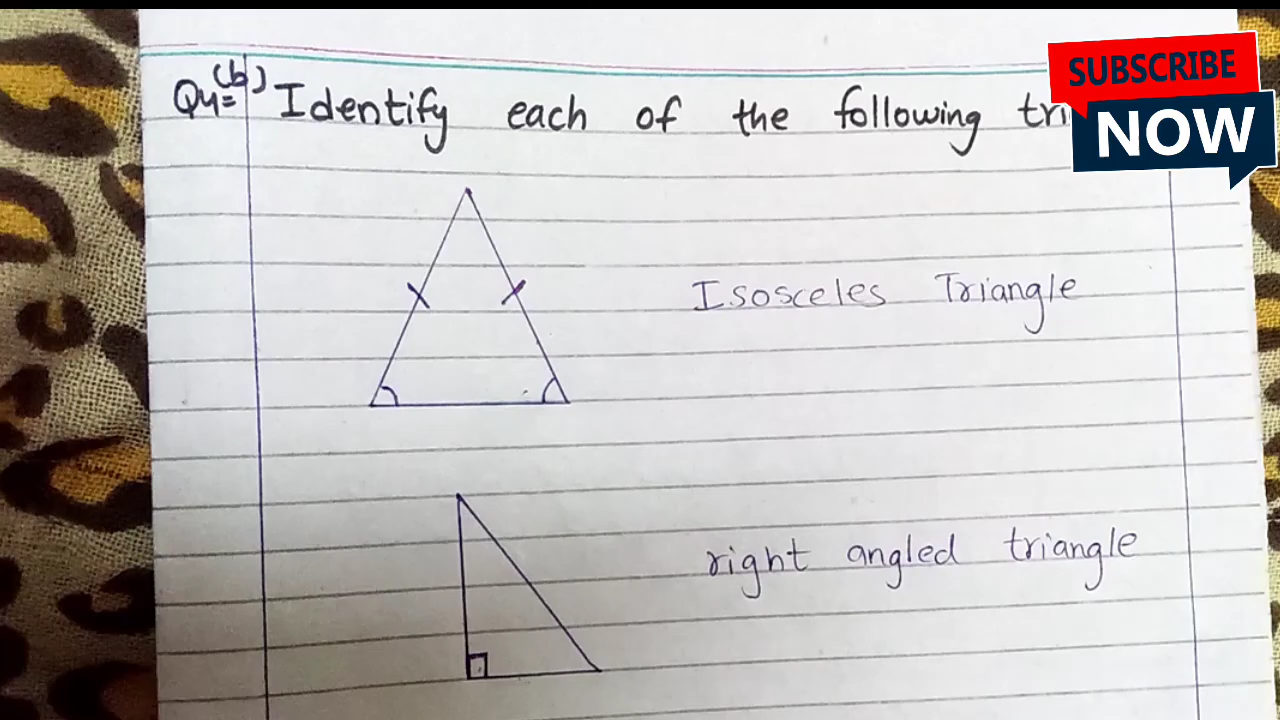 Q4= (b) Identify each of the following tri
SUBSCRIBE
NOW
Isosceles Triangle
right angled triangle